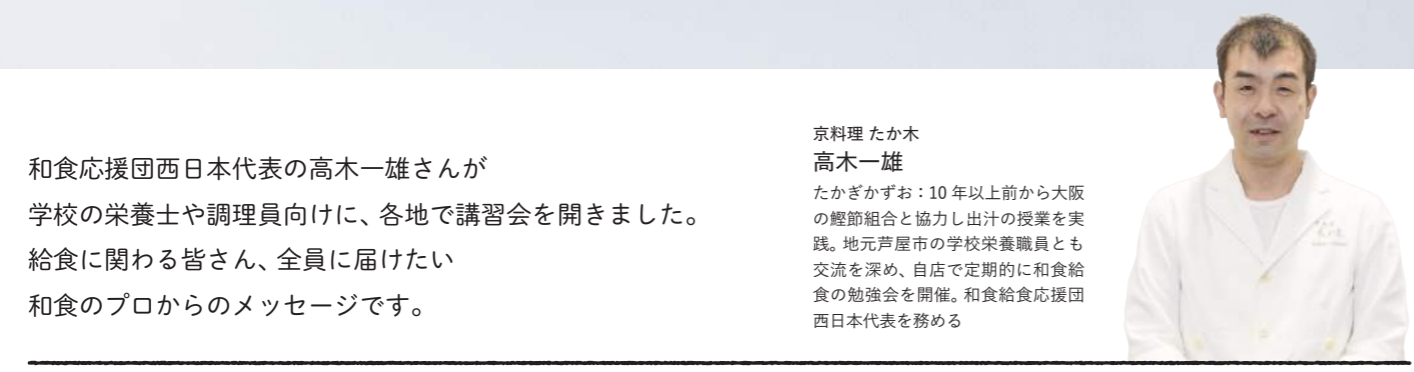 和食応援団西日本代表の高木一雄さんが
学校の栄養士や調理員向けに、各地で講習会を開きました。
給食に関わる皆さん、全員に届けたい
和食のプロからのメッセージです。
京料理 たか木
高木一雄
たかぎかずお：10 年以上前から大阪
の鰹節組合と協力し出汁の授業を実
践。地元芦屋市の学校栄養職員とも
交流を深め、自店で定期的に和食給
食の勉強会を開催。和食給食応援団
西日本代表を務める